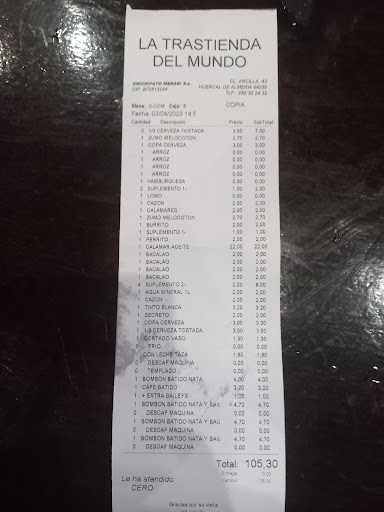 LA TRASTIENDA
DEL MUNDO
CHICHIPATO MENAKI S.L.
CL ARCILLA 47
HUERCAL DE ALMERIA 04230
COPIA
Mesa: 2/COM Caja: 5
Fecha 02/04/2023 14:5
Cantidad Descripción Precio SubTotal
2 1/3 CERVEZA TOSTADA 3,50 7,00
1 ZUMO MELOCOTON 2,70 2,70
1 COPA CERVEZA 3,00 3,00
1 ARROZ 0,00 0,00
1 ARROZ 0,00 0,00
1 ARROZ 0,00 0,00
1 HAMBURGUESA 0,00 0,00
2 SUPLEMENTO 1- 1,00 2,00
1 LOMO 0,00 0,00
1 CAZON 2,00 2,00
1 CALAMARES 2,00 2,00
1 ZUMO MELOCOTON 2,70 2,70
1 BURRITO 2,00 2,00
1 SUPLEMENTO 1- 1,00 1,00
1 PERRITO 2,00 2,00
1 CALAMAR ACEITE 22,00 22,00
1 BACALAO 2,00 2,00
1 BACALAO 2,00 2,00
1 BACALAO 2,00 2,00
1 BACALAO 2,00 2,00
4 SUPLEMENTO 2- 2,00 8,00
1 AGUA MINERAL 1L 2,00 2,00
1 CAZON 2,00 2,00
1 TINTO BLANCA 3,20 3,20
1 SECRETO 2,00 2,00
1 COPA CERVEZA 3,00 3,00
1 1/3 CERVEZA TOSTADA 3,50 3,50
1 CORTADO VASO 1,30 1,30
FRIO 0,00 0,00
CON LECHE TAZA 1,60 1,60
0 DESCAF MAQUINA 0,00 0,00
0 TEMPLADO 0,00 0,00
1 BOMBON BATIDO NATA 4,00 4,00
1 CAFE BATIDO 3,20 3,20
1 + EXTRA BAILEYS 1,00 1,00
1 BOMBON BATIDO NATA Y BAIL 4,70 4,70
0 DESCAF MAQUINA 0,00 0,00
1 BOMBON BATIDO NATA Y BAIL 4,70 4,70
0 DESCAF MAQUINA 0,00 0,00
1 BOMBON BATIDO NATA Y BAIL 4,70 4,70
0 DESCAF MAQUINA 0,00 0,00
Total: 105,30
Entrega 0,00
Cambio -105,30
Le ha atendido
CERO
Gracias por su visita